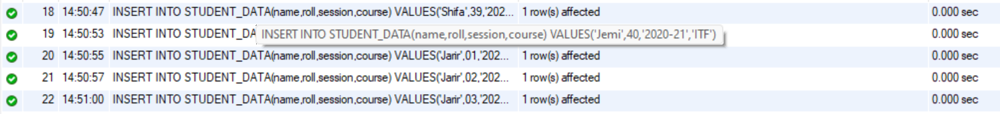 18 14:50:47 INSERT INTO STUDENT_DATA(name,roll,session,course) VALUES('Shifa',39,'202... 1 row(s) affected 0.000 sec
19 14:50:53 INSERT INTO STUDENT_DA 0.000 sec
INSERT INTO STUDENT_DATA(name,roll,session,course) VALUES('Jemi',40,'2020-21','ITF')
20 14:50:55 INSERT INTO STUDENT_DATA(name,roll,session,course) VALUES('Jarir',01,'202... 1 row(s) affected 0.000 sec
21 14:50:57 INSERT INTO STUDENT_DATA(name,roll,session,course) VALUES('Jarir',02,'202... 1 row(s) affected 0.000 sec
22 14:51:00 INSERT INTO STUDENT_DATA(name,roll,session,course) VALUES('Jarir',03,'202... 1 row(s) affected 0.000 sec